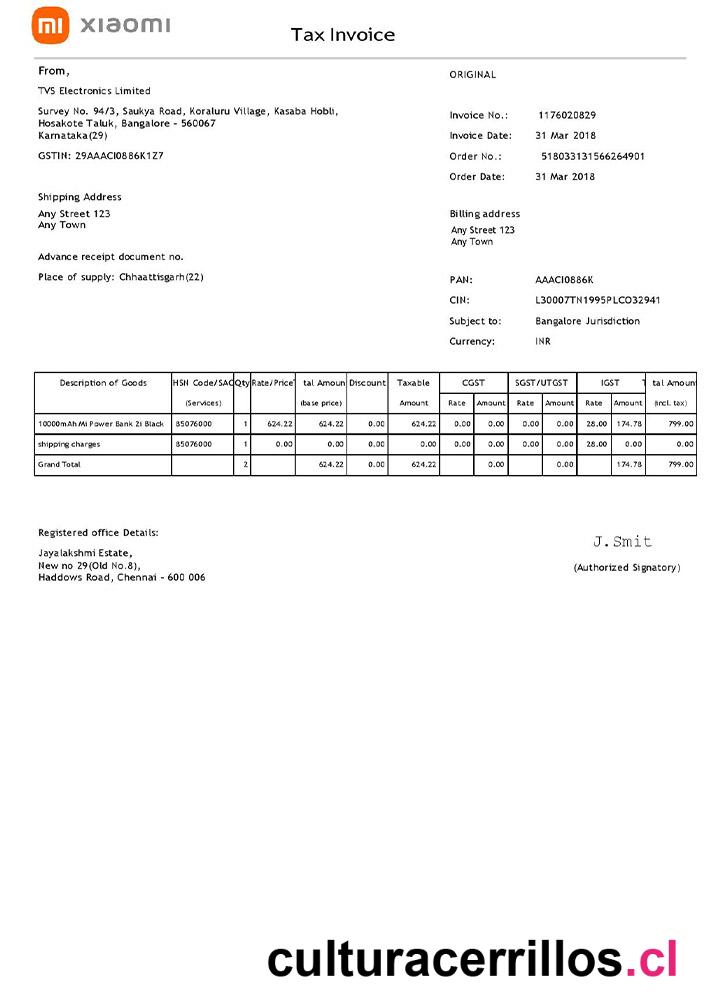 mi xiaomi
Tax Invoice
From,
TVS Electronics Limited
Survey No. 94/3, Saukya Road, Koraluru Village, Kasaba Hobli,
Hosakote Taluk, Bangalore - 560067
Karnataka(29)
GSTIN: 29AAACI0886K1Z7
Shipping Address
Any Street 123
Any Town
Advance receipt document no.
Place of supply: Chhaattisgarh(22)
ORIGINAL
Invoice No.: 1176020829
Invoice Date: 31 Mar 2018
Order No.: 518033131566264901
Order Date: 31 Mar 2018
Billing address
Any Street 123
Any Town
PAN: AAACI0886K
CIN: L30007TN1995PLCO32941
Subject to: Bangalore Jurisdiction
Currency: INR
Description of Goods HSN Code/SAC Qty Rate/Price tal Amoun Discount Taxable CGST SGST/UTGST IGST T tal Amoun
(Services) (base price) Amount Rate Amount Rate Amount Rate Amount (incl. tax)
10000mAh Mi Power Bank 2i Black 85076000 1 624.22 624.22 0.00 624.22 0.00 0.00 0.00 0.00 28.00 174.78 799.00
shipping charges 85076000 1 0.00 0.00 0.00 0.00 0.00 0.00 0.00 0.00 28.00 0.00 0.00
Grand Total 2 624.22 0.00 624.22 0.00 0.00 174.78 799.00
Registered office Details:
Jayalakshmi Estate,
New no 29(Old No.8),
Haddows Road, Chennai - 600 006
J.Smit
(Authorized Signatory)
culturacerrillos.cl